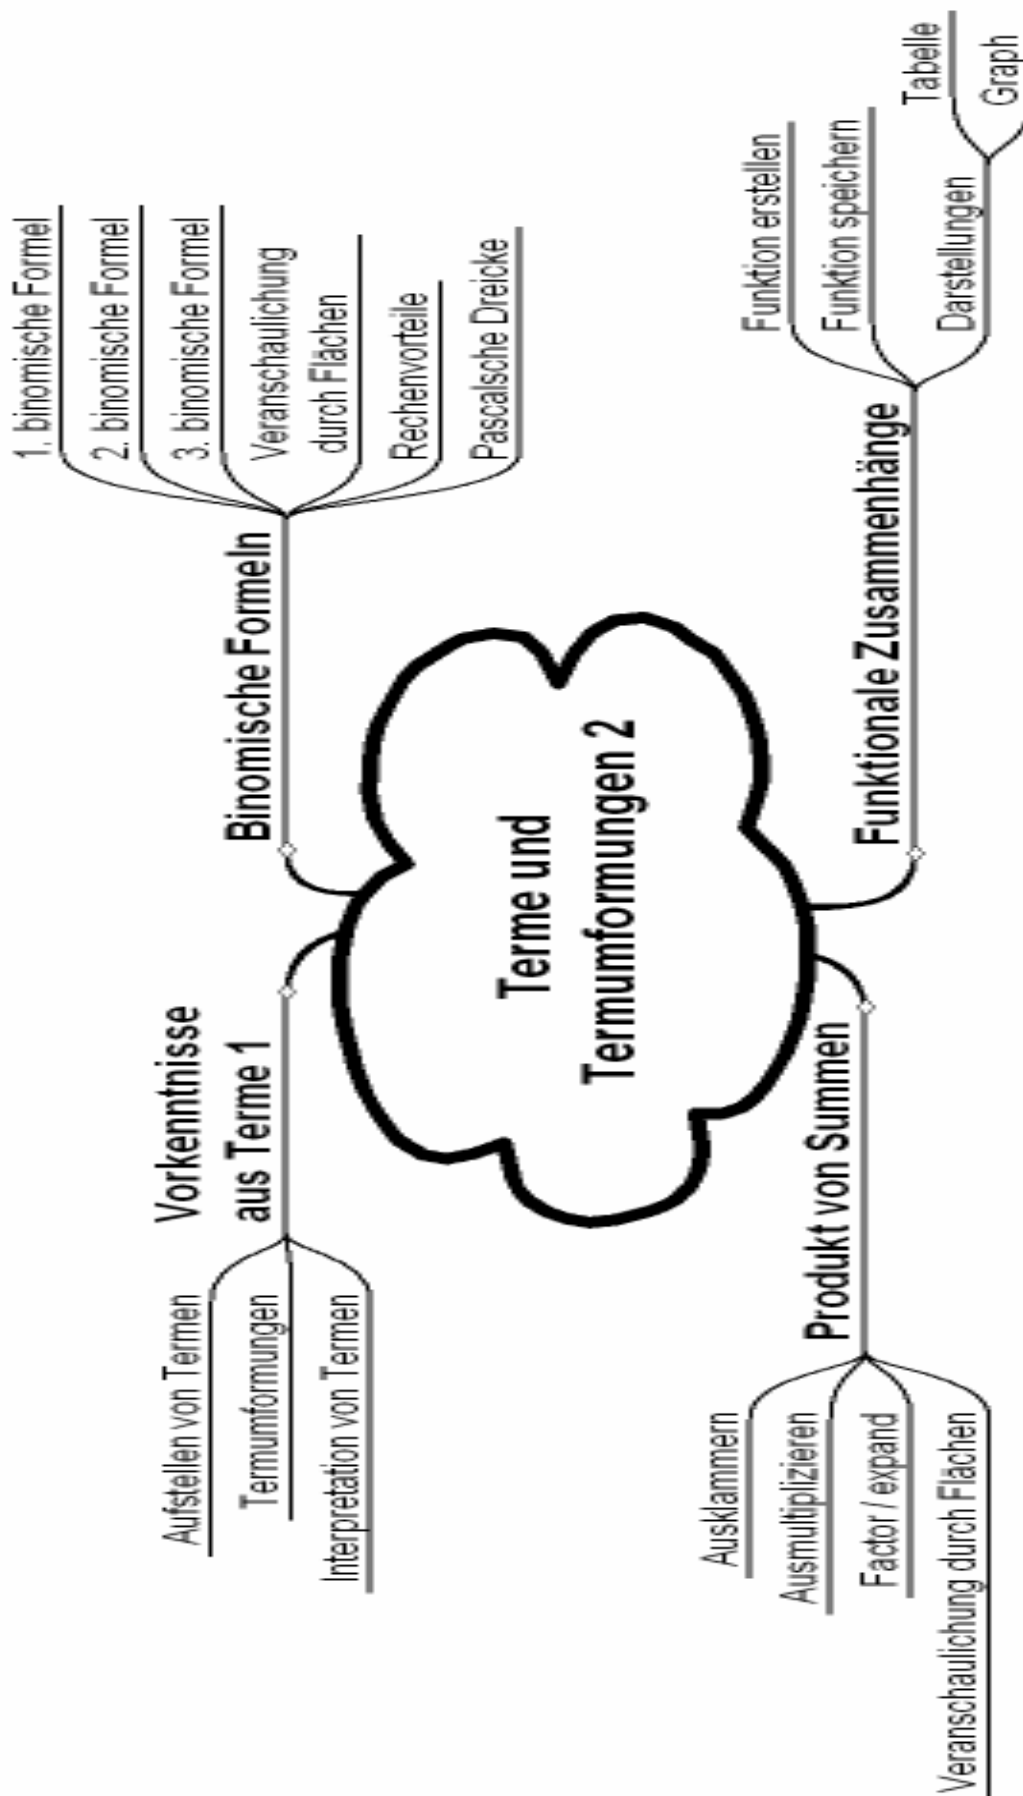 Terme und
Termumformungen 2
Vorkenntnisse
aus Terme 1
Aufstellen von Termen
Termumformungen
Interpretation von Termen
Binomische Formeln
1. binomische Formel
2. binomische Formel
3. binomische Formel
Veranschaulichung
durch Flächen
Rechenvorteile
Pascalsche Dreicke
Produkt von Summen
Ausklammern
Ausmultiplizieren
Factor / expand
Veranschaulichung durch Flächen
Funktionale Zusammenhänge
Funktion erstellen
Funktion speichern
Darstellungen
Tabelle
Graph